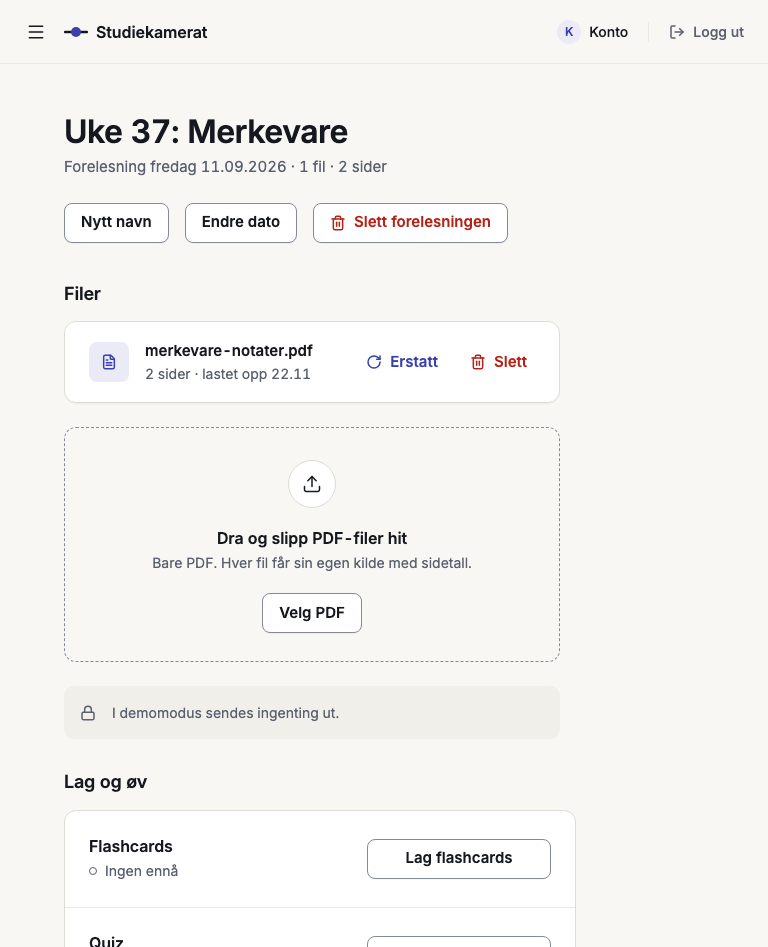 Studiekamerat
K Konto
Logg ut
Uke 37: Merkevare
Forelesning fredag 11.09.2026 · 1 fil · 2 sider
Nytt navn
Endre dato
Slett forelesningen
Filer
merkevare-notater.pdf
2 sider · lastet opp 22.11
Erstatt
Slett
Dra og slipp PDF-filer hit
Bare PDF. Hver fil får sin egen kilde med sidetall.
Velg PDF
I demomodus sendes ingenting ut.
Lag og øv
Flashcards
Ingen ennå
Lag flashcards
Quiz